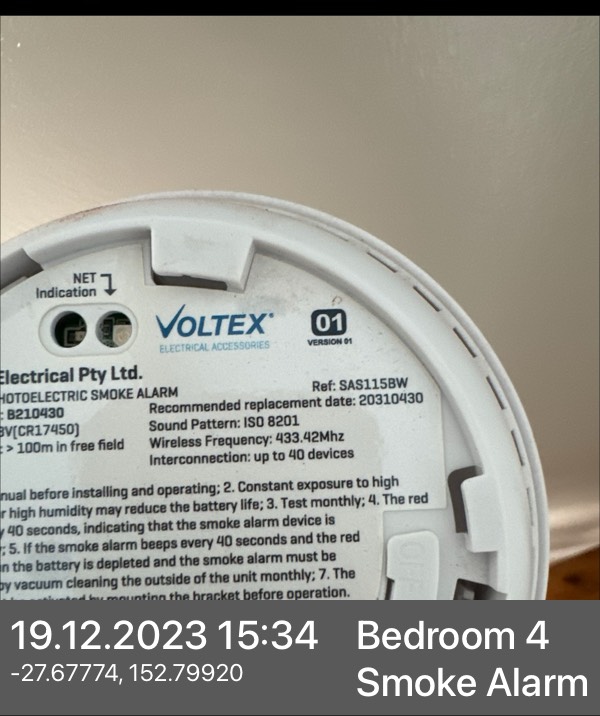 NET
Indication
VOLTEX
ELECTRICAL ACCESSORIES
01
VERSION 01
Electrical Pty Ltd.
HOTOELECTRIC SMOKE ALARM
Ref: SAS115BW
: B210430
Recommended replacement date: 20310430
3V(CR17450)
Sound Pattern: ISO 8201
: > 100m in free field
Wireless Frequency: 433.42Mhz
Interconnection: up to 40 devices
nual before installing and operating; 2. Constant exposure to high
r high humidity may reduce the battery life; 3. Test monthly; 4. The red
y 40 seconds, indicating that the smoke alarm device is
; 5. If the smoke alarm beeps every 40 seconds and the red
n the battery is depleted and the smoke alarm must be
by vacuum cleaning the outside of the unit monthly; 7. The
mounting the bracket before operation.
19.12.2023 15:34
-27.67774, 152.79920
Bedroom 4
Smoke Alarm